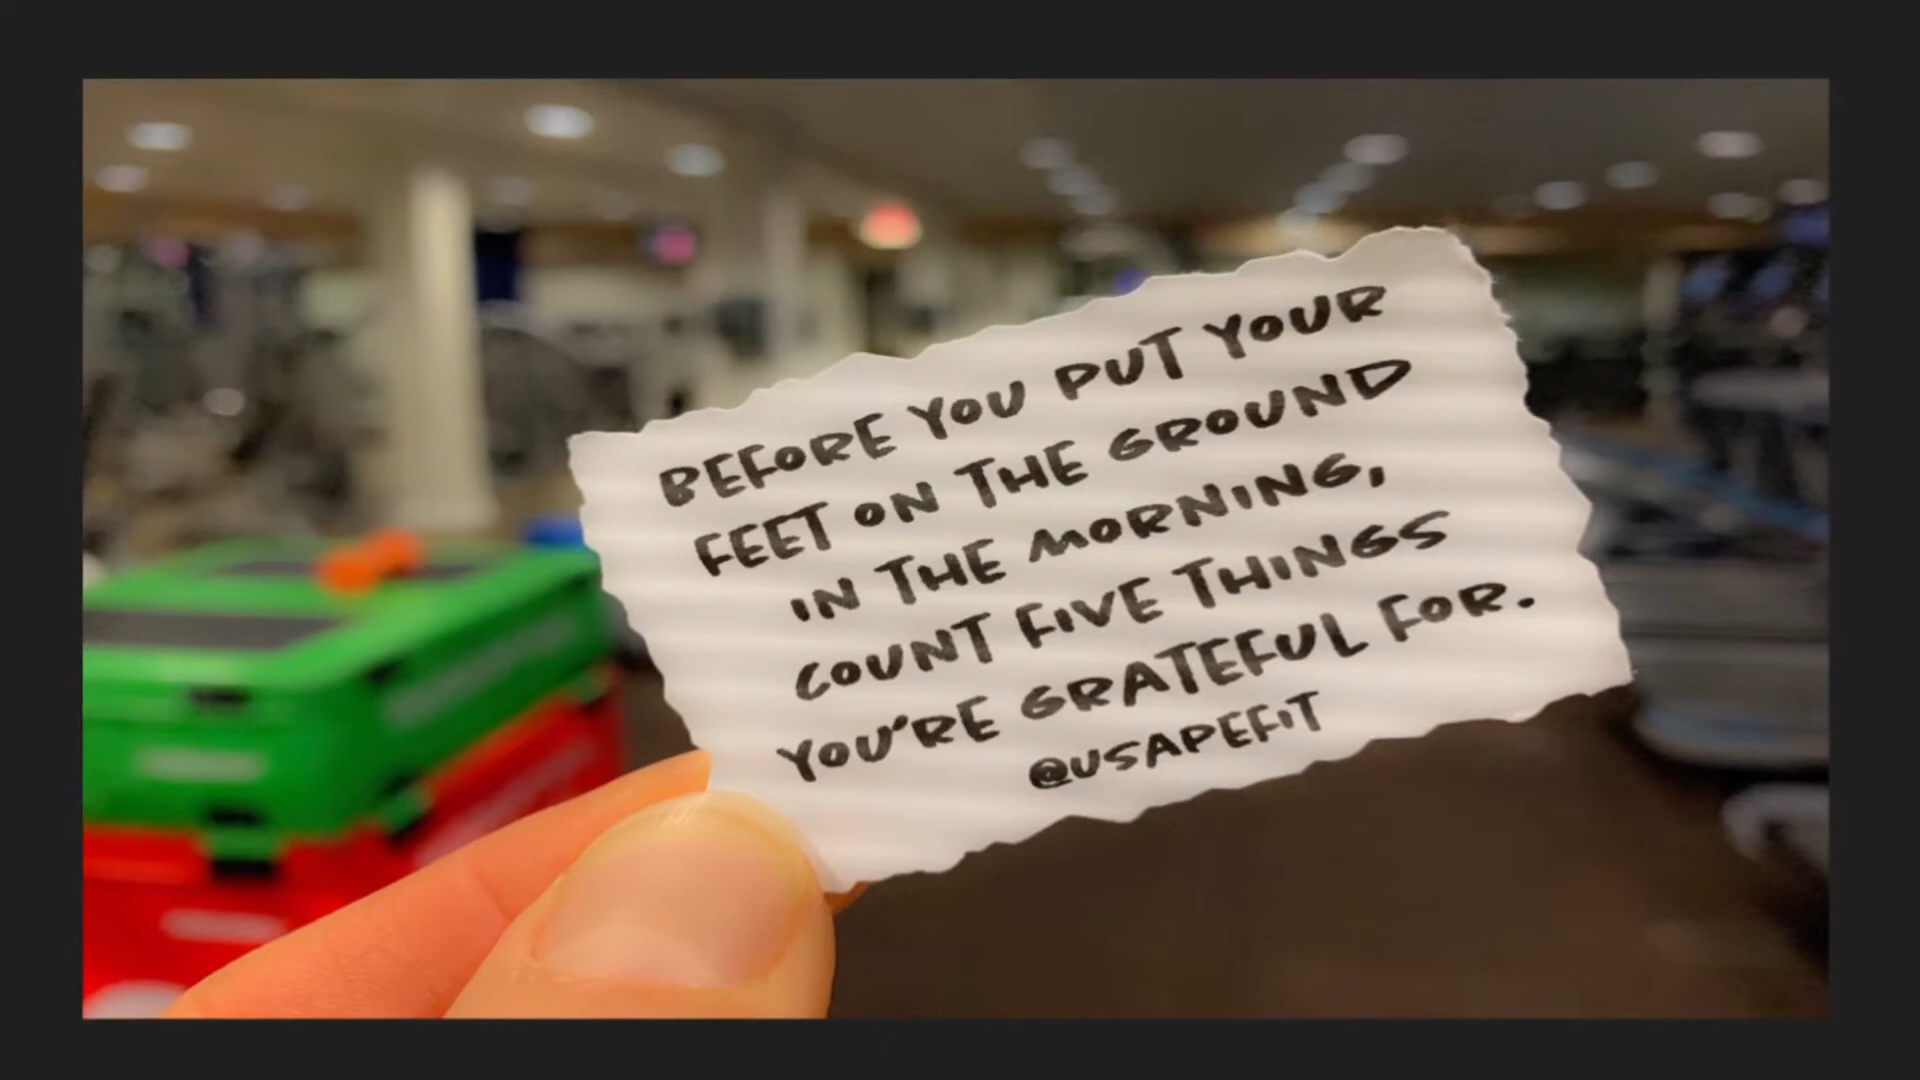 BEFORE YOU PUT YOUR
FEET ON THE GROUND
IN THE MORNING,
COUNT FIVE THINGS
YOU'RE GRATEFUL FOR.
@USAPEFIT